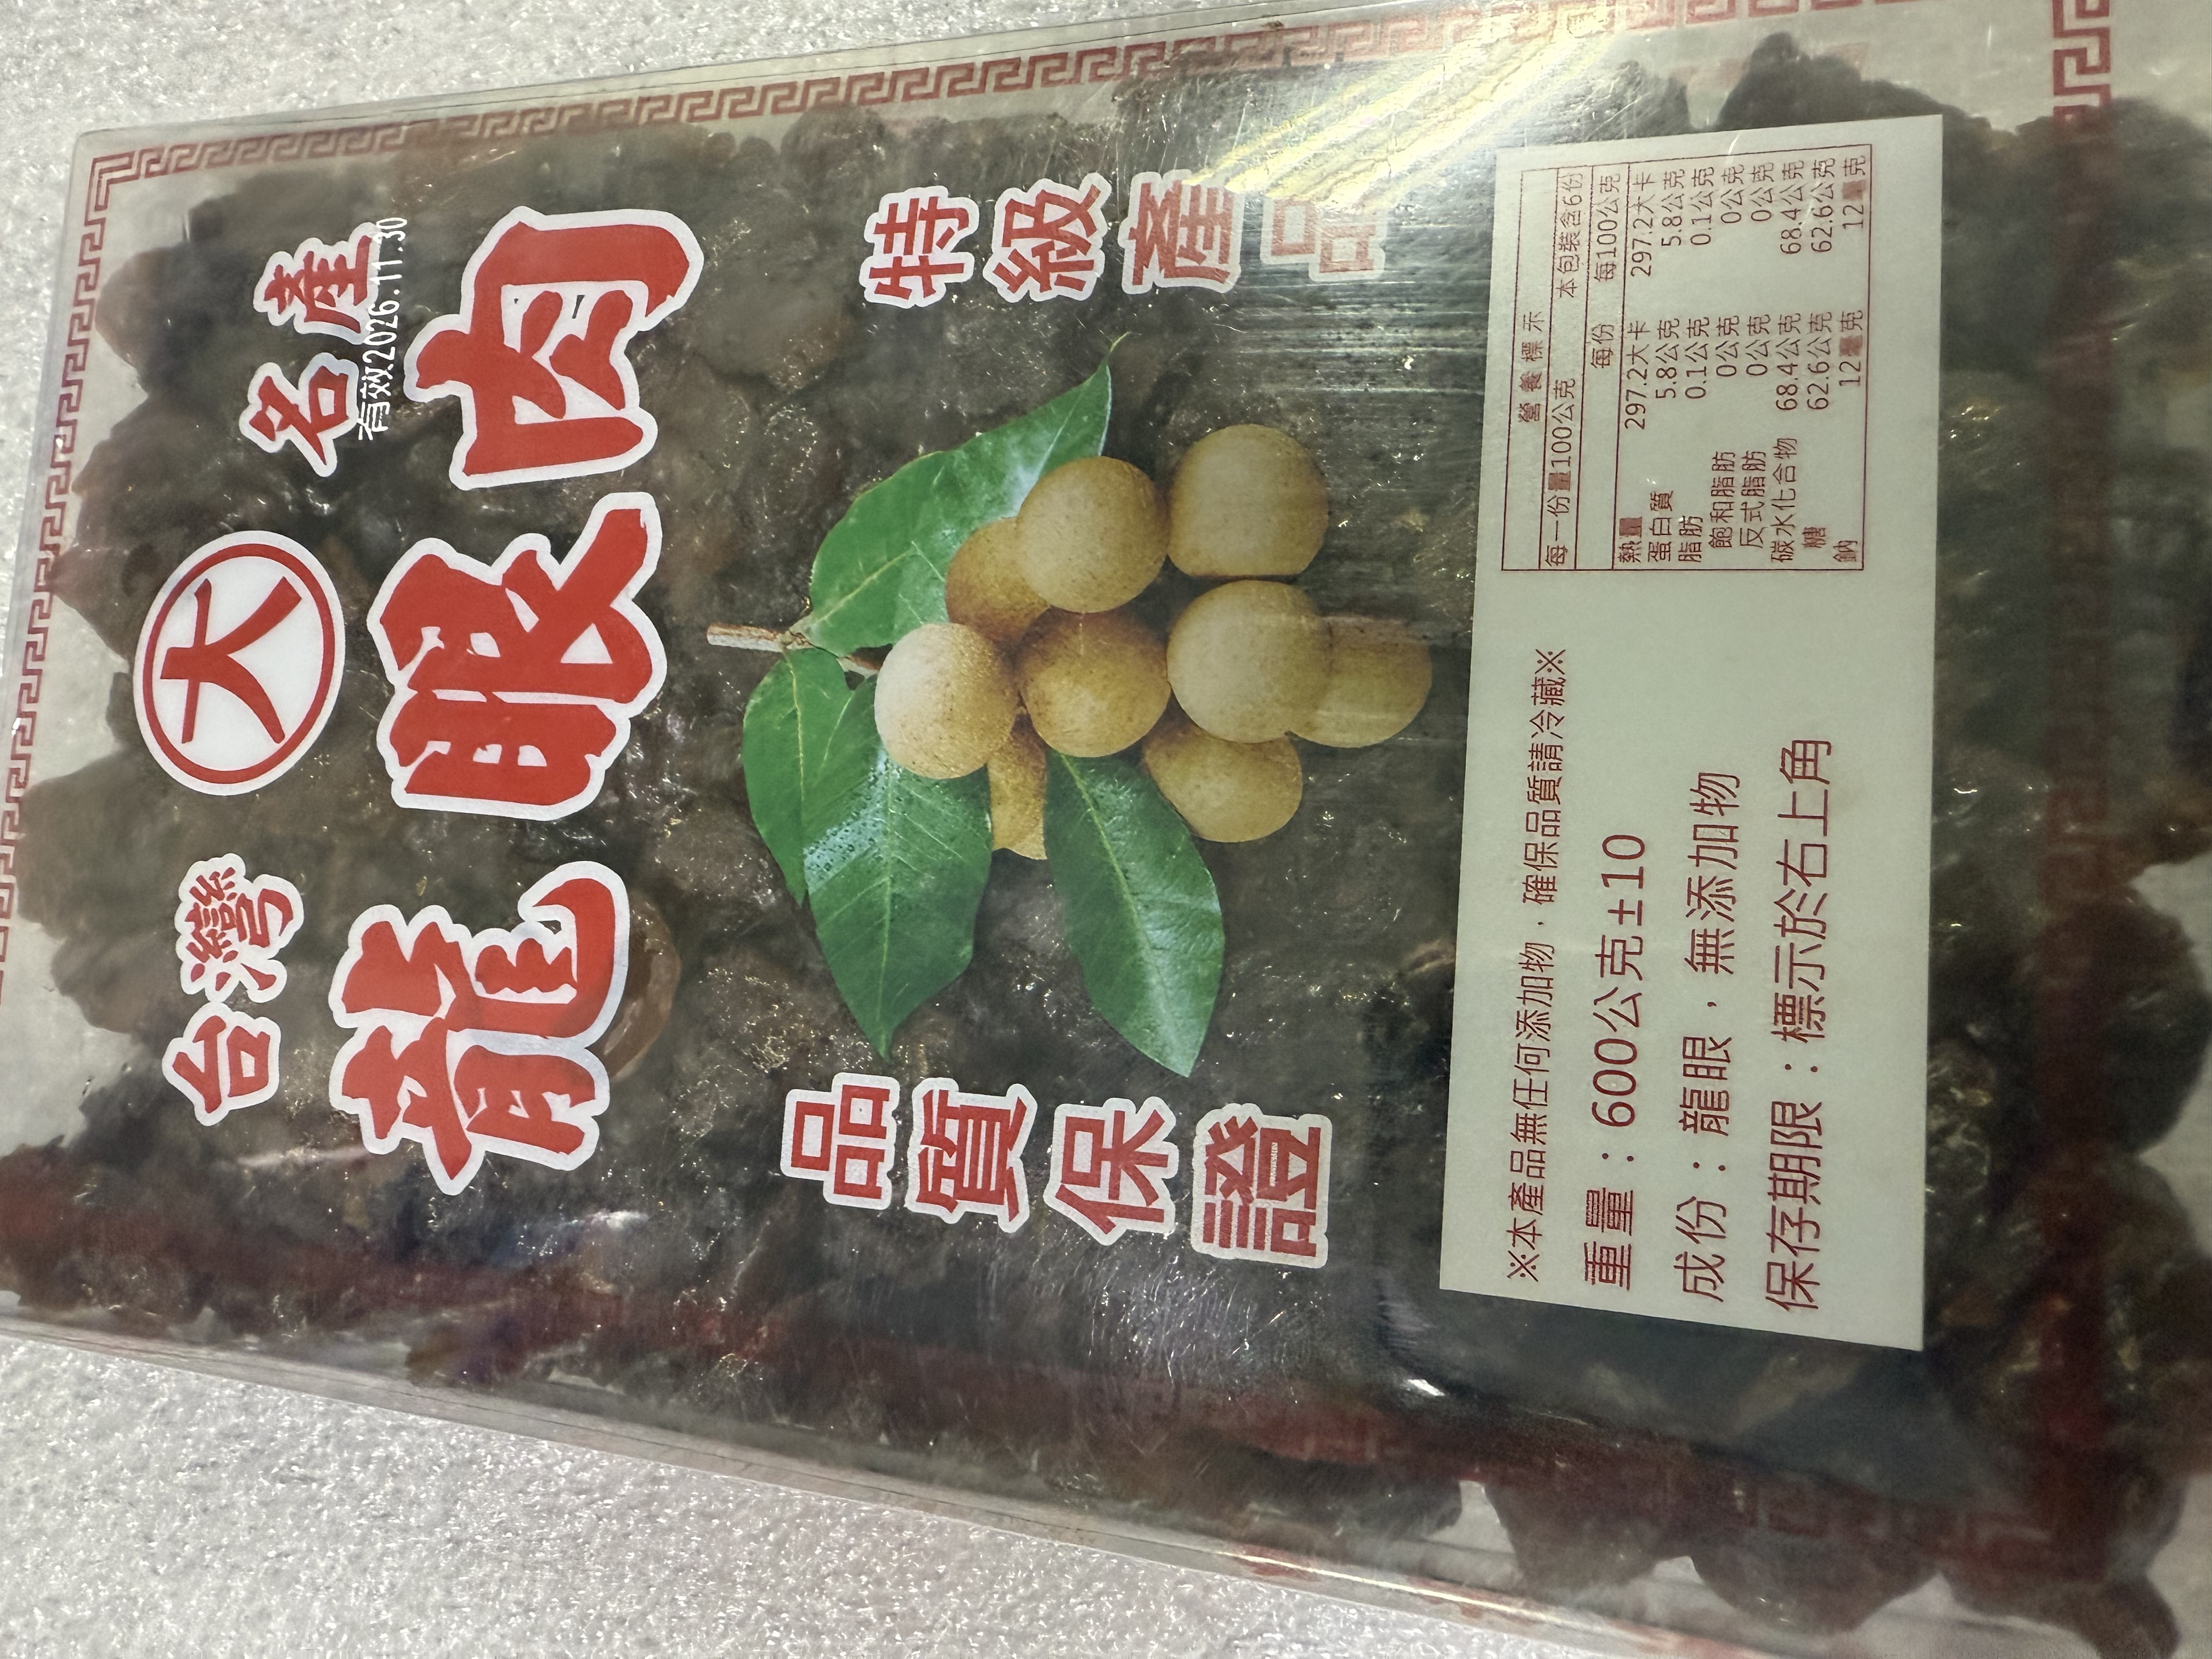 大
台灣 名產
有效2026.11.30
龍眼肉
品質保證
特級產品
※本產品無任何添加物，確保品質請冷藏※
重量：600公克±10
成份：龍眼，無添加物
保存期限：標示於右上角
營養標示
每一份量100公克 本包裝含6份
每份 每100公克
熱量 297.2大卡 297.2大卡
蛋白質 5.8公克 5.8公克
脂肪 0.1公克 0.1公克
飽和脂肪 0公克 0公克
反式脂肪 0公克 0公克
碳水化合物 68.4公克 68.4公克
糖 62.6公克 62.6公克
鈉 12毫克 12毫克